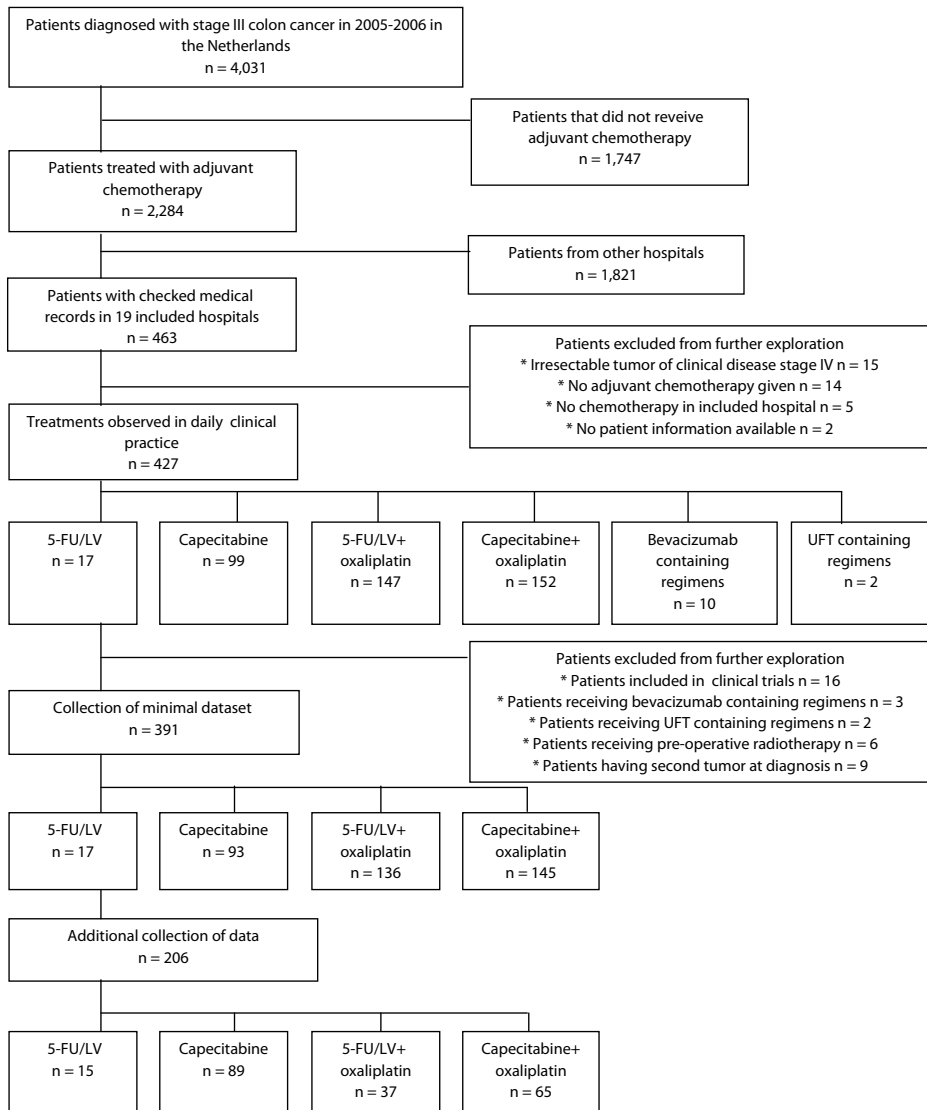 Patients diagnosed with stage III colon cancer in 2005-2006 in
the Netherlands
n = 4,031
Patients that did not reveive
adjuvant chemotherapy
n = 1,747
Patients treated with adjuvant
chemotherapy
n = 2,284
Patients from other hospitals
n = 1,821
Patients with checked medical
records in 19 included hospitals
n = 463
Patients excluded from further exploration
* Irresectable tumor of clinical disease stage IV n = 15
* No adjuvant chemotherapy given n = 14
* No chemotherapy in included hospital n = 5
* No patient information available n = 2
Treatments observed in daily clinical
practice
n = 427
5-FU/LV
n = 17
Capecitabine
n = 99
5-FU/LV+
oxaliplatin
n = 147
Capecitabine+
oxaliplatin
n = 152
Bevacizumab
containing
regimens
n = 10
UFT containing
regimens
n = 2
Patients excluded from further exploration
* Patients included in clinical trials n = 16
* Patients receiving bevacizumab containing regimens n = 3
* Patients receiving UFT containing regimens n = 2
* Patients receiving pre-operative radiotherapy n = 6
* Patients having second tumor at diagnosis n = 9
Collection of minimal dataset
n = 391
5-FU/LV
n = 17
Capecitabine
n = 93
5-FU/LV+
oxaliplatin
n = 136
Capecitabine+
oxaliplatin
n = 145
Additional collection of data
n = 206
5-FU/LV
n = 15
Capecitabine
n = 89
5-FU/LV+
oxaliplatin
n = 37
Capecitabine+
oxaliplatin
n = 65